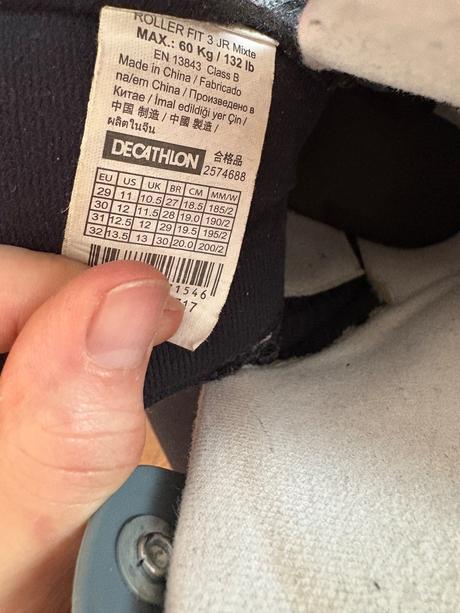 ROLLER FIT 3 JR Mixte
MAX.: 60 Kg / 132 lb
EN 13843 Class B
Made in China / Fabricado
na/em China / Произведено в
Китае / İmal edildiği yer Çin /
中国 制造 / 中國 製造 /
ผลิตในจีน
DECATHLON 合格品
2574688
EU US UK BR CM MM/W
29 11 10.5 27 18.5 185/2
30 12 11.5 28 19.0 190/2
31 12.5 12 29 19.5 195/2
32 13.5 13 30 20.0 200/2
1546